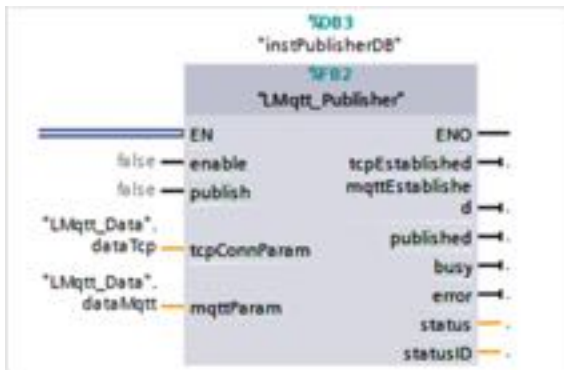 %DB3
"instPublisherDB"
%FB2
"LMqtt_Publisher"
EN
ENO
false
enable
tcpEstablished
false
publish
mqttEstablishe
d
"LMqtt_Data".
dataTcp
tcpConnParam
published
busy
"LMqtt_Data".
dataMqtt
mqttParam
error
status
statusID